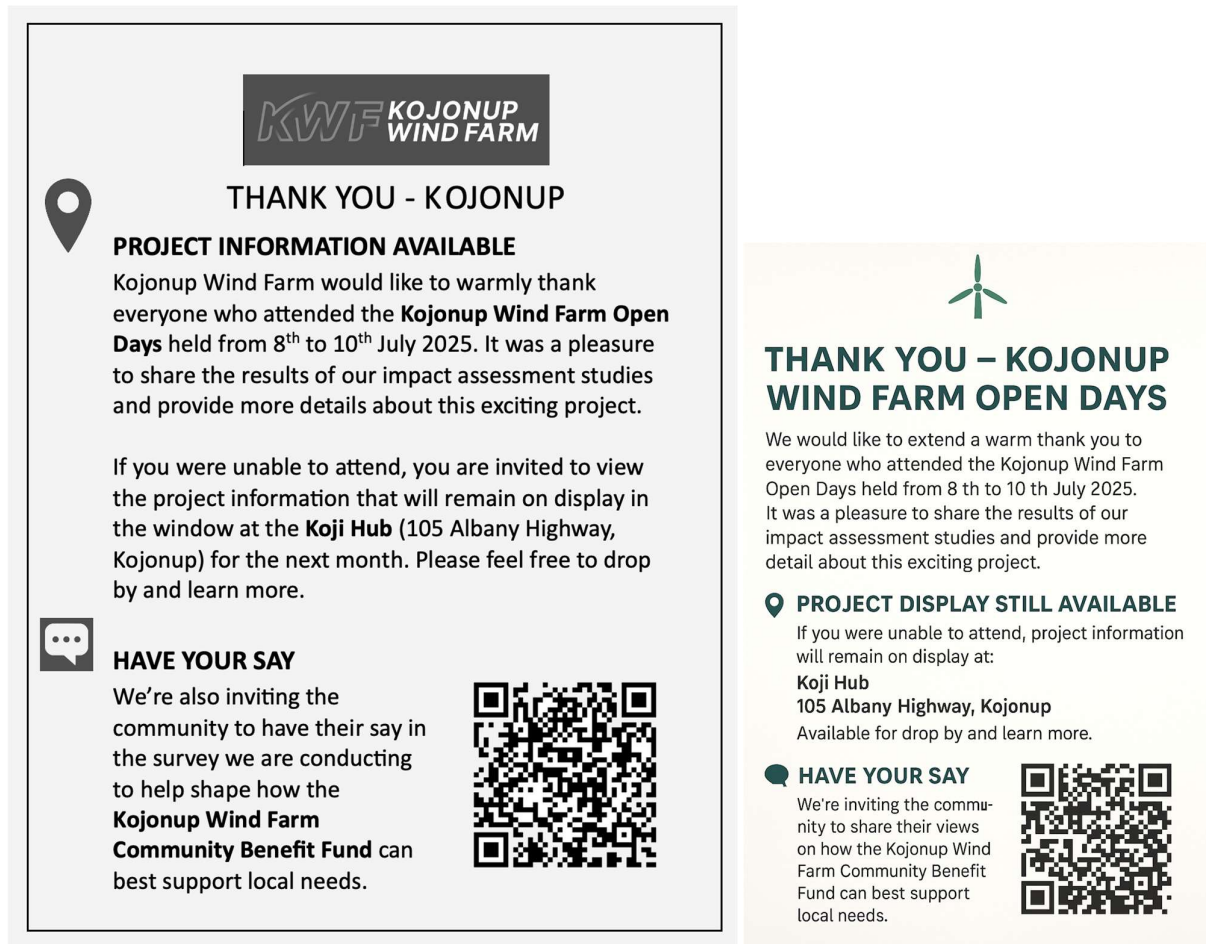 KWF KOJONUP
WIND FARM
THANK YOU - KOJONUP
PROJECT INFORMATION AVAILABLE
Kojonup Wind Farm would like to warmly thank
everyone who attended the Kojonup Wind Farm Open
Days held from 8th to 10th July 2025. It was a pleasure
to share the results of our impact assessment studies
and provide more details about this exciting project.
If you were unable to attend, you are invited to view
the project information that will remain on display in
the window at the Koji Hub (105 Albany Highway,
Kojonup) for the next month. Please feel free to drop
by and learn more.
HAVE YOUR SAY
We’re also inviting the
community to have their say in
the survey we are conducting
to help shape how the
Kojonup Wind Farm
Community Benefit Fund can
best support local needs.
THANK YOU – KOJONUP
WIND FARM OPEN DAYS
We would like to extend a warm thank you to
everyone who attended the Kojonup Wind Farm
Open Days held from 8 th to 10 th July 2025.
It was a pleasure to share the results of our
impact assessment studies and provide more
detail about this exciting project.
PROJECT DISPLAY STILL AVAILABLE
If you were unable to attend, project information
will remain on display at:
Koji Hub
105 Albany Highway, Kojonup
Available for drop by and learn more.
HAVE YOUR SAY
We're inviting the commu-
nity to share their views
on how the Kojonup Wind
Farm Community Benefit
Fund can best support
local needs.